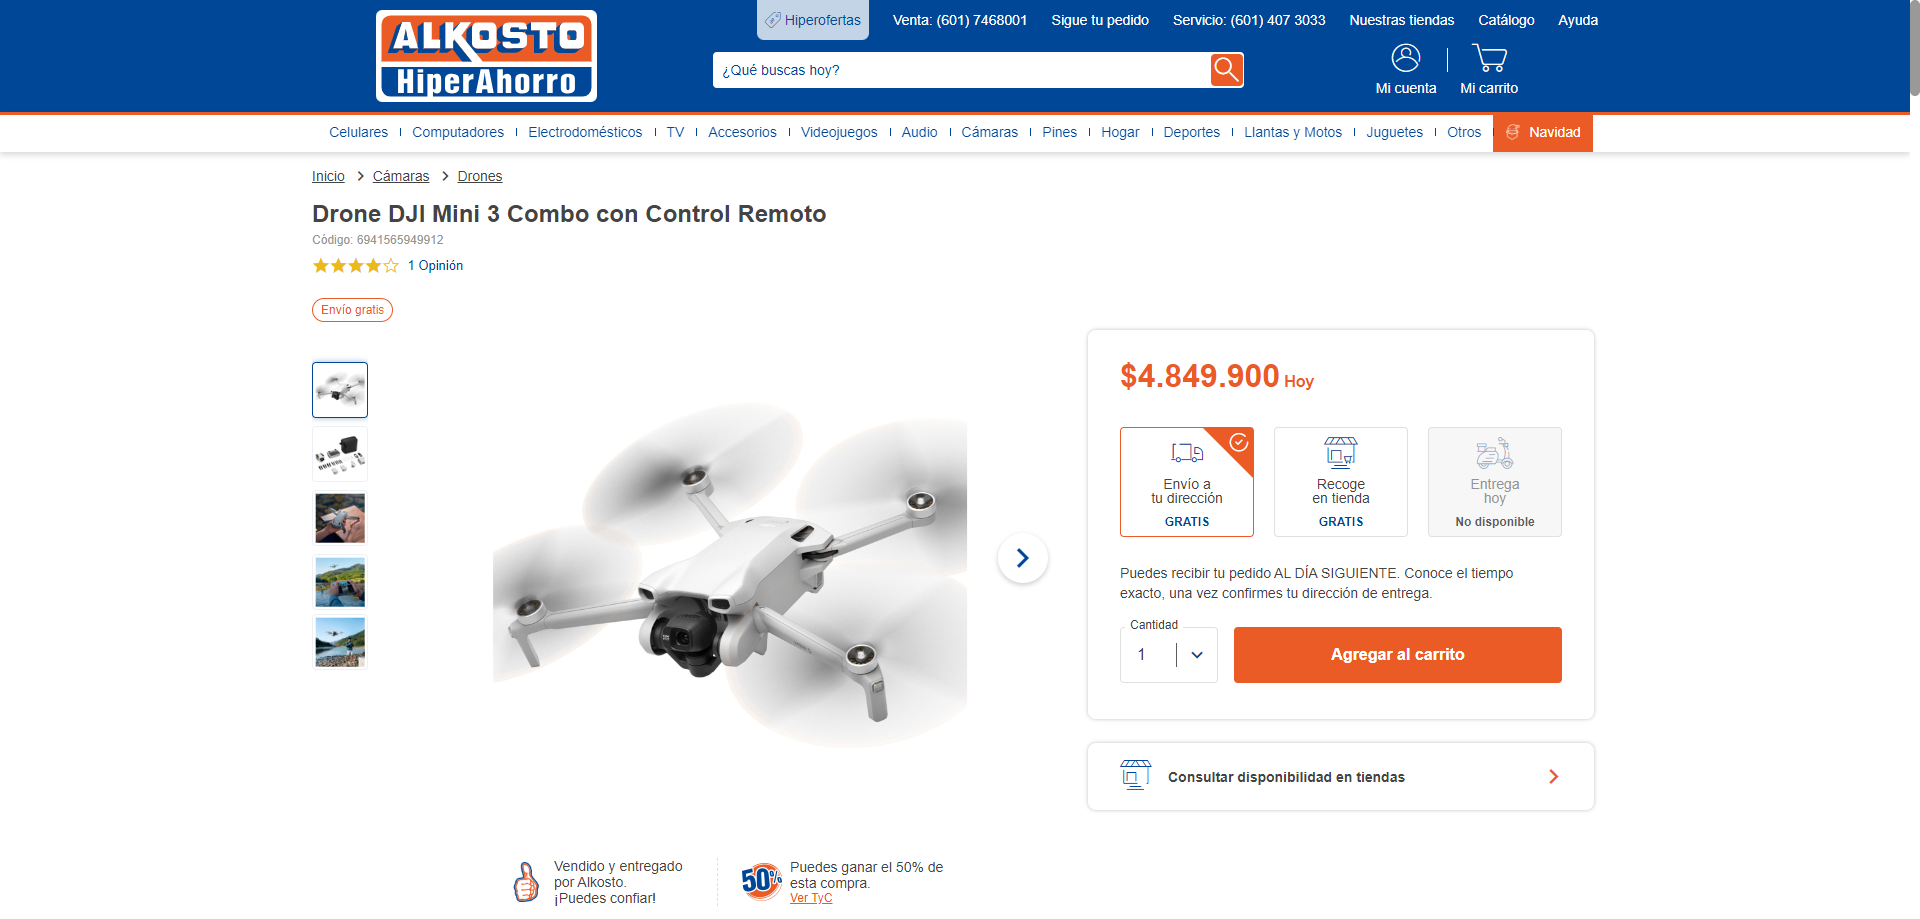 ALKOSTO
HiperAhorro
Hiperofertas
Venta: (601) 7468001
Sigue tu pedido
Servicio: (601) 407 3033
Nuestras tiendas
Catálogo
Ayuda
¿Qué buscas hoy?
Mi cuenta
Mi carrito
Celulares
Computadores
Electrodomésticos
TV
Accesorios
Videojuegos
Audio
Cámaras
Pines
Hogar
Deportes
Llantas y Motos
Juguetes
Otros
Navidad
Inicio
Cámaras
Drones
Drone DJI Mini 3 Combo con Control Remoto
Código: 6941565949912
1 Opinión
Envío gratis
$4.849.900 Hoy
Envío a
tu dirección
GRATIS
Recoge
en tienda
GRATIS
Entrega
hoy
No disponible
Puedes recibir tu pedido AL DÍA SIGUIENTE. Conoce el tiempo
exacto, una vez confirmes tu dirección de entrega.
Cantidad
1
Agregar al carrito
Consultar disponibilidad en tiendas
Vendido y entregado
por Alkosto.
¡Puedes confiar!
50%
Puedes ganar el 50% de
esta compra.
Ver TyC